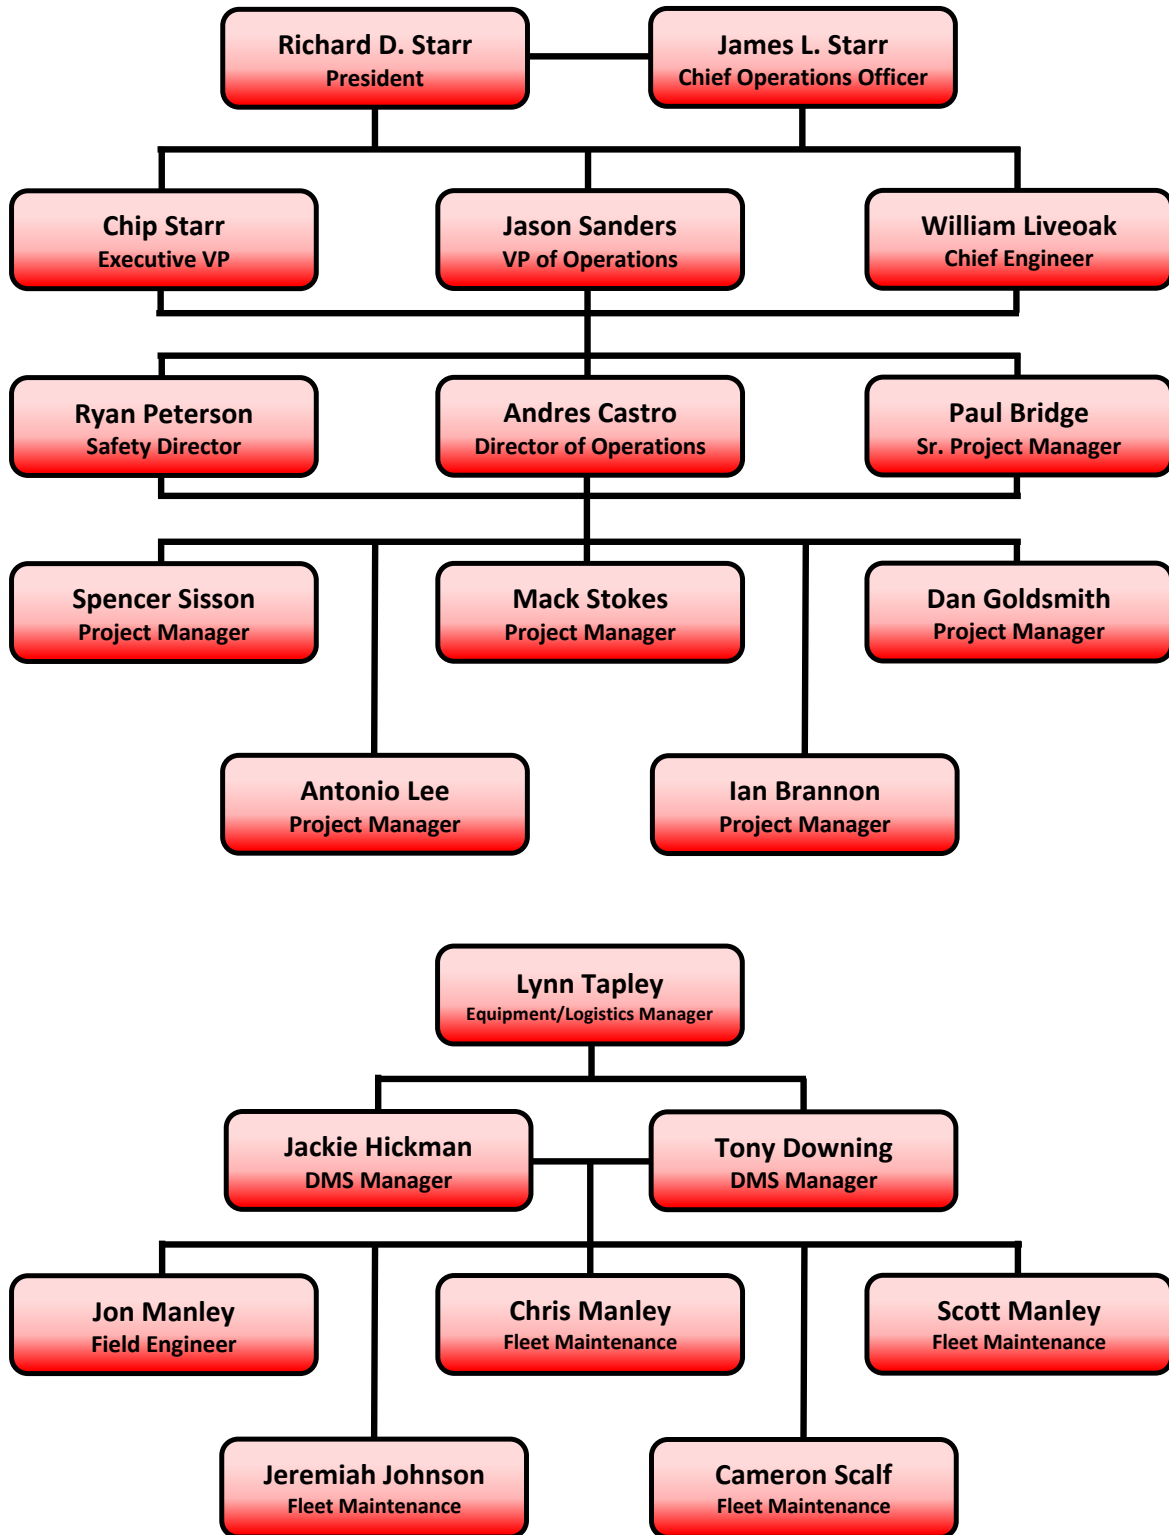 Richard D. Starr
President
James L. Starr
Chief Operations Officer
Chip Starr
Executive VP
Jason Sanders
VP of Operations
William Liveoak
Chief Engineer
Ryan Peterson
Safety Director
Andres Castro
Director of Operations
Paul Bridge
Sr. Project Manager
Spencer Sisson
Project Manager
Mack Stokes
Project Manager
Dan Goldsmith
Project Manager
Antonio Lee
Project Manager
Ian Brannon
Project Manager
Lynn Tapley
Equipment/Logistics Manager
Jackie Hickman
DMS Manager
Tony Downing
DMS Manager
Jon Manley
Field Engineer
Chris Manley
Fleet Maintenance
Scott Manley
Fleet Maintenance
Jeremiah Johnson
Fleet Maintenance
Cameron Scalf
Fleet Maintenance